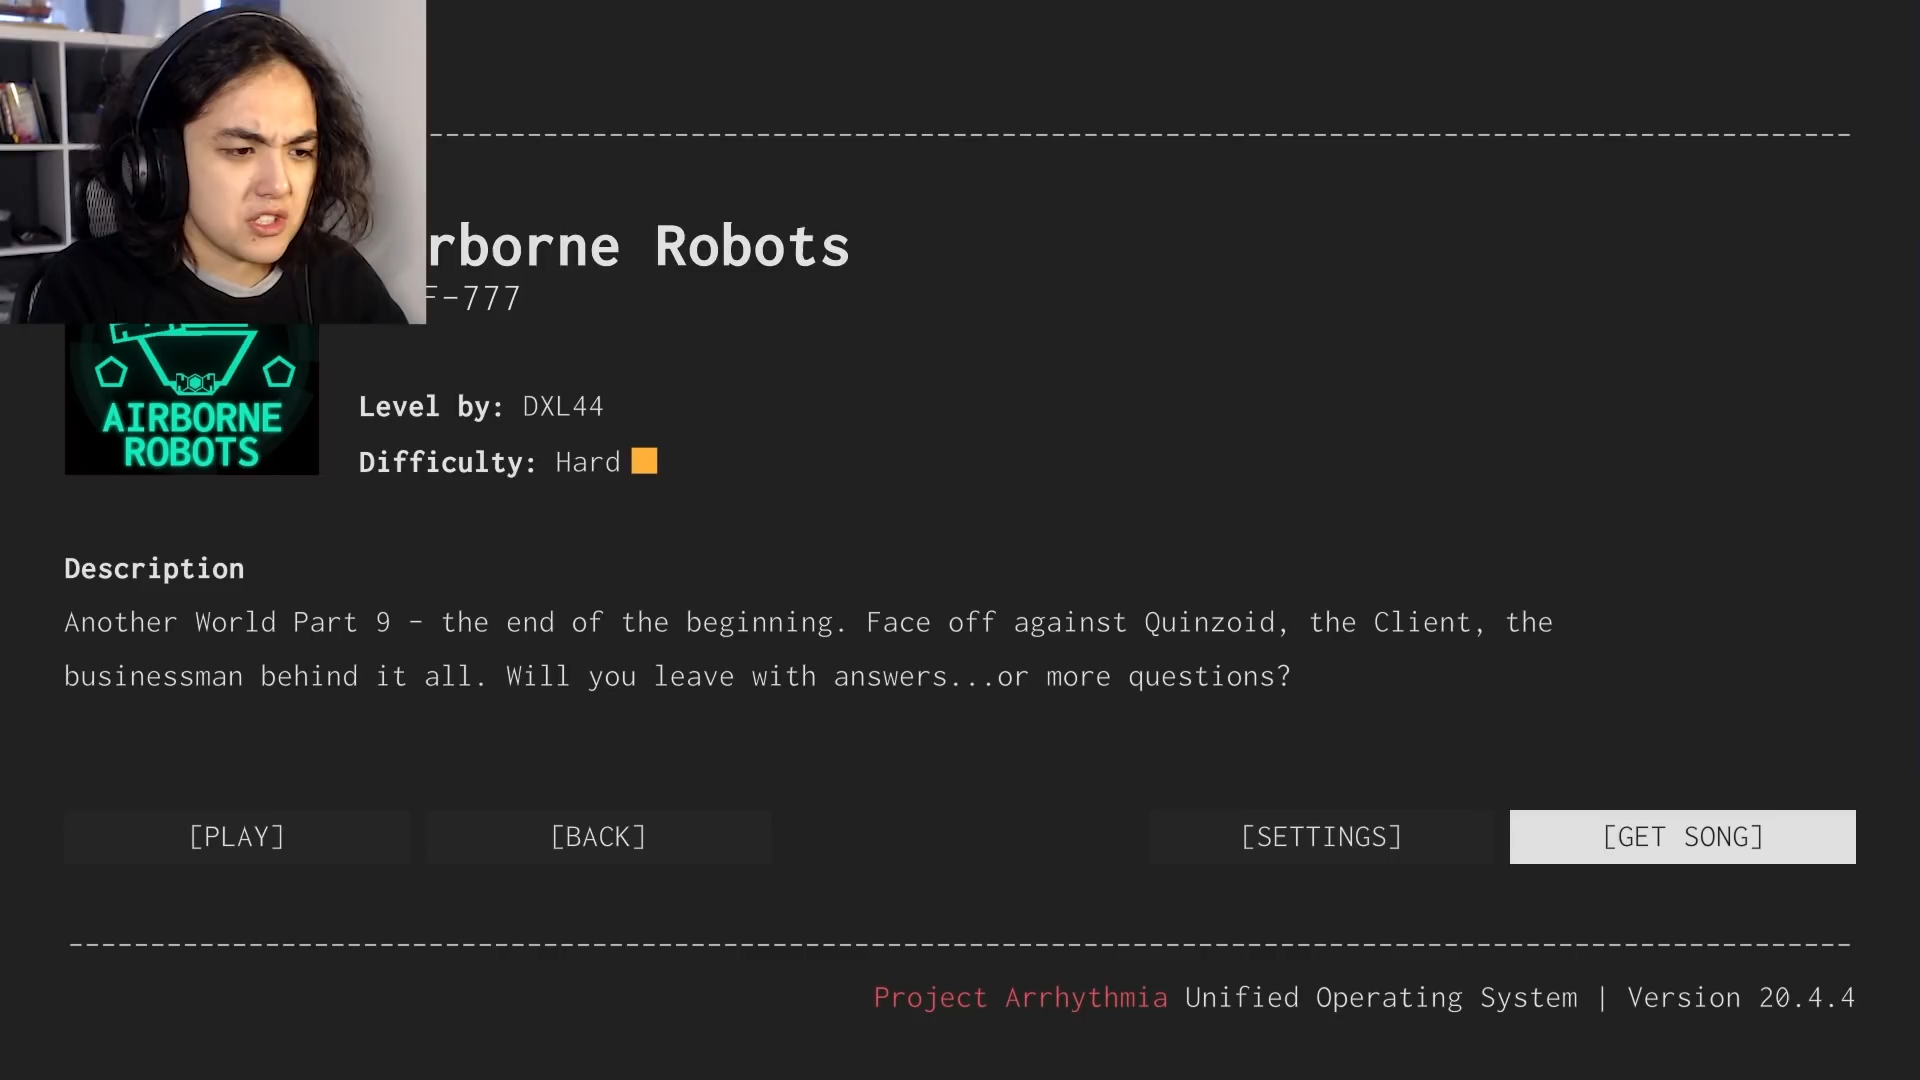 rborne Robots
F-777
AIRBORNE
ROBOTS
Level by: DXL44
Difficulty: Hard
Description
Another World Part 9 - the end of the beginning. Face off against Quinzoid, the Client, the
businessman behind it all. Will you leave with answers...or more questions?
[PLAY] [BACK] [SETTINGS] [GET SONG]
Project Arrhythmia Unified Operating System | Version 20.4.4